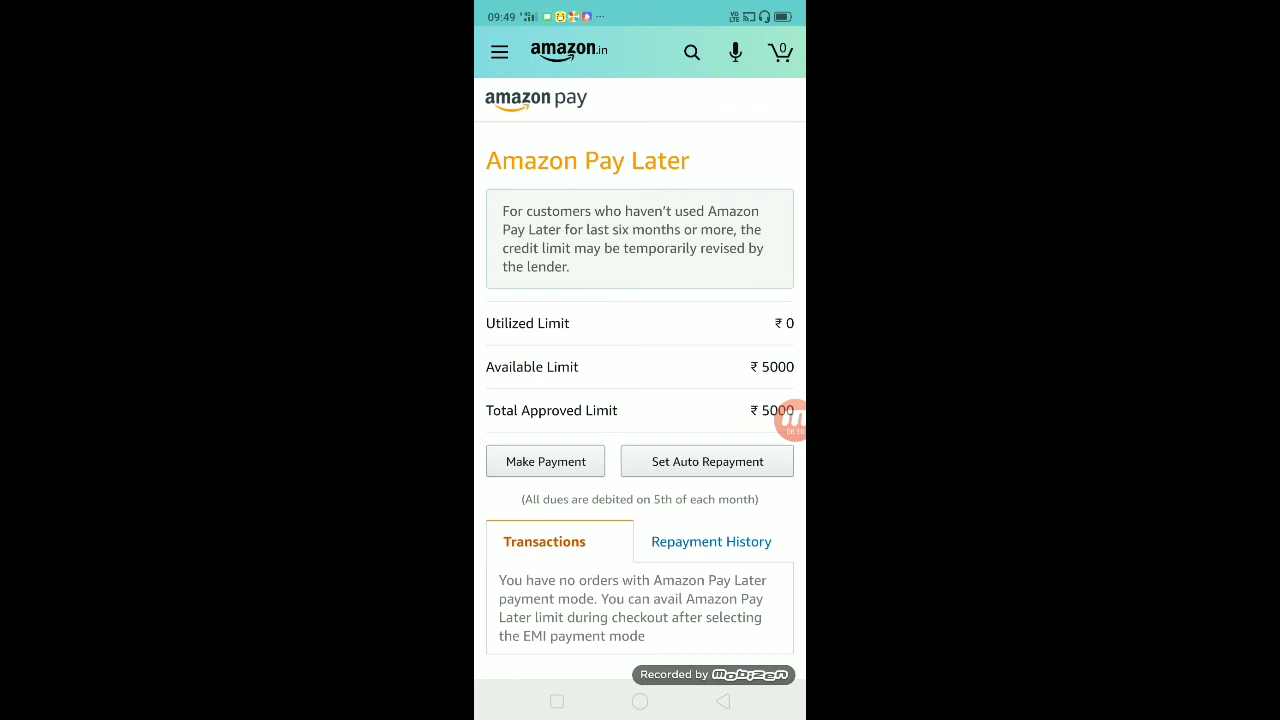 09:49
amazon.in
0
amazon pay
Amazon Pay Later
For customers who haven't used Amazon
Pay Later for last six months or more, the
credit limit may be temporarily revised by
the lender.
Utilized Limit ₹ 0
Available Limit ₹ 5000
Total Approved Limit ₹ 5000
Make Payment Set Auto Repayment
(All dues are debited on 5th of each month)
Transactions Repayment History
You have no orders with Amazon Pay Later
payment mode. You can avail Amazon Pay
Later limit during checkout after selecting
the EMI payment mode
Recorded by mobizen